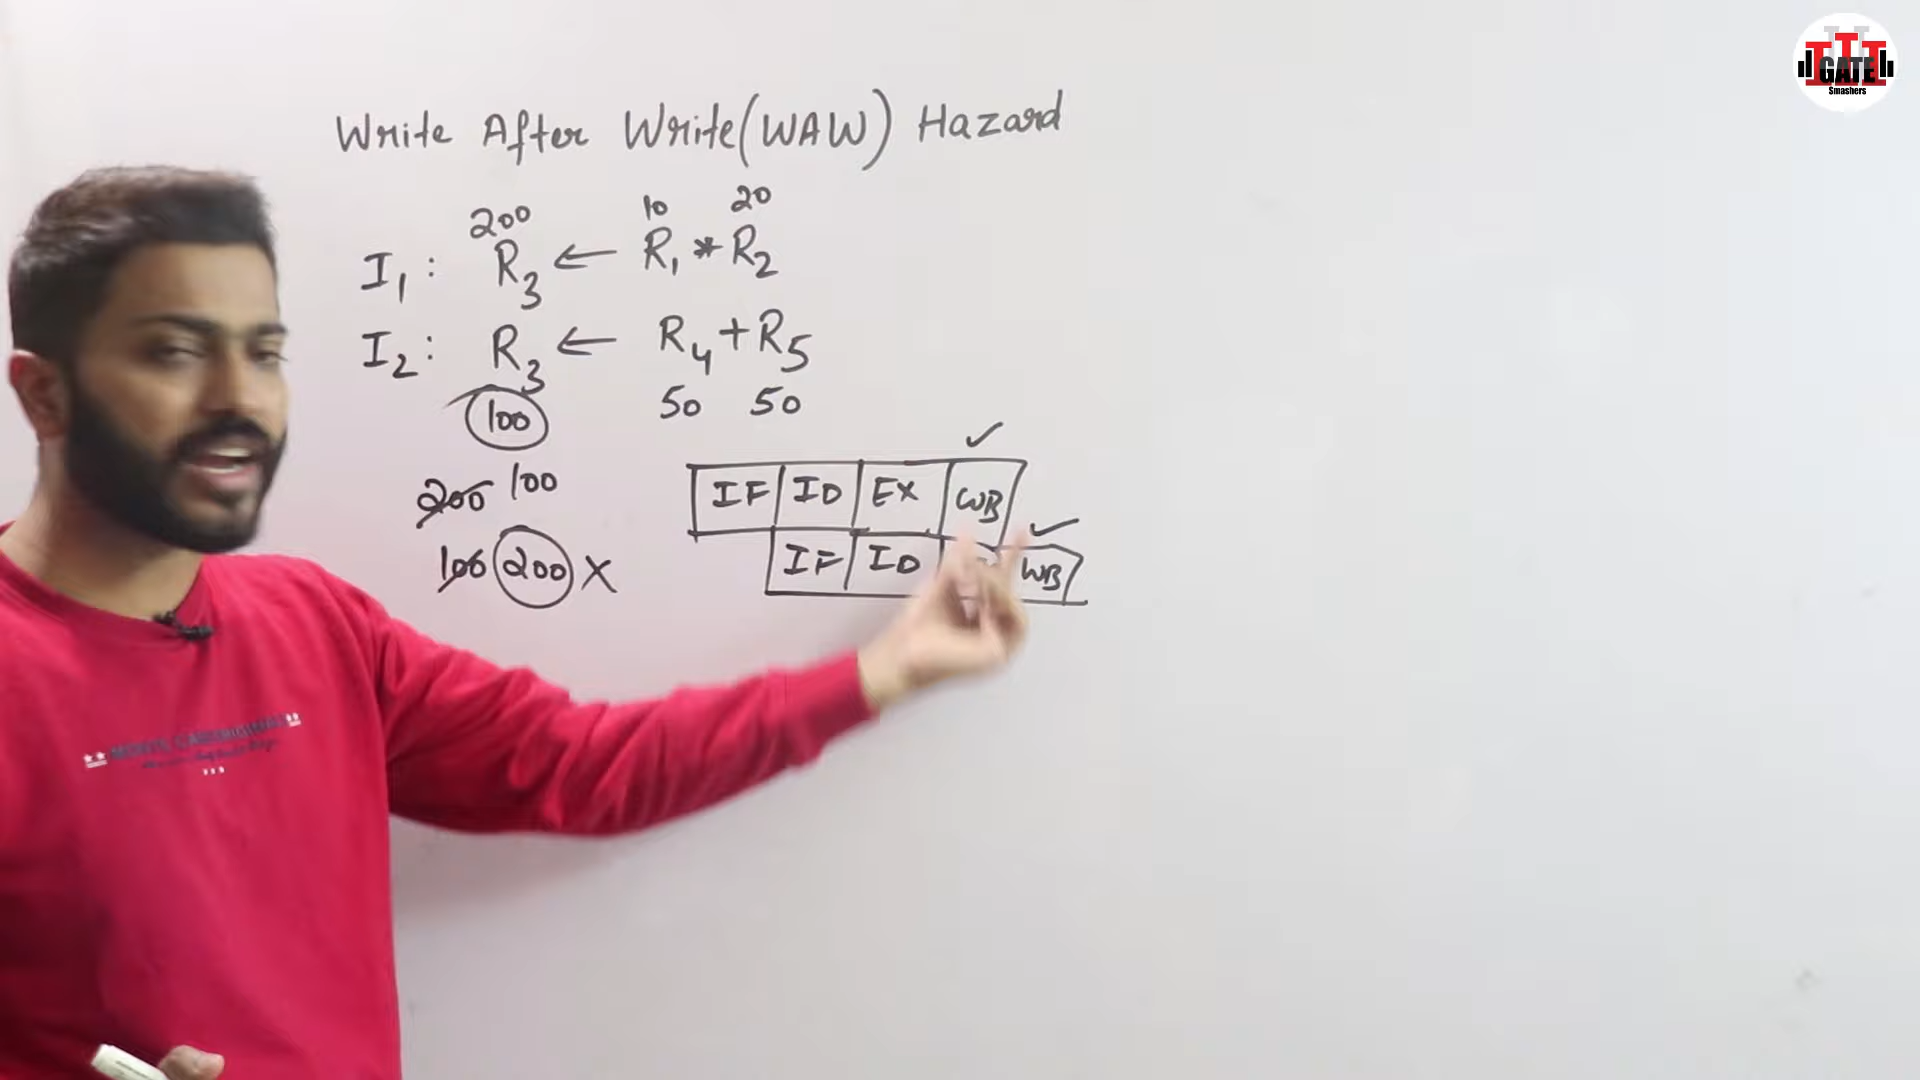 GATE
Smashers
Write After Write (WAW) Hazard
200 10 20
I1 : R3 ← R1 * R2
I2 : R3 ← R4 + R5
100 50 50
200 100
100 200 X
IF ID EX WB
IF ID WB